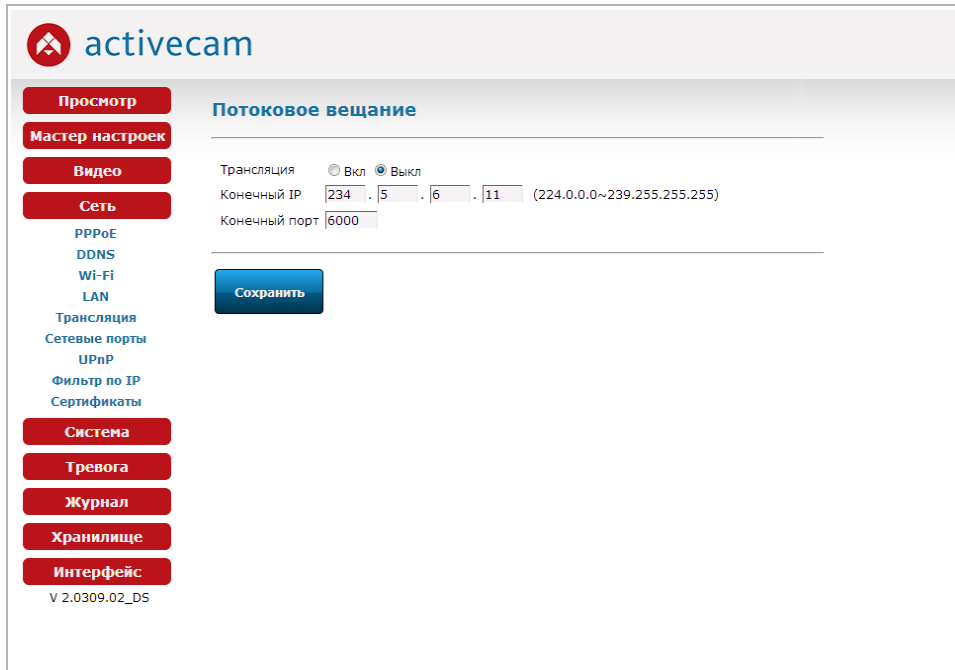 activecam
Просмотр
Мастер настроек
Видео
Сеть
PPPoE
DDNS
Wi-Fi
LAN
Трансляция
Сетевые порты
UPnP
Фильтр по IP
Сертификаты
Система
Тревога
Журнал
Хранилище
Интерфейс
V 2.0309.02_DS
Потоковое вещание
Трансляция Вкл Выкл
Конечный IP 234 . 5 . 6 . 11 (224.0.0.0~239.255.255.255)
Конечный порт 6000
Сохранить